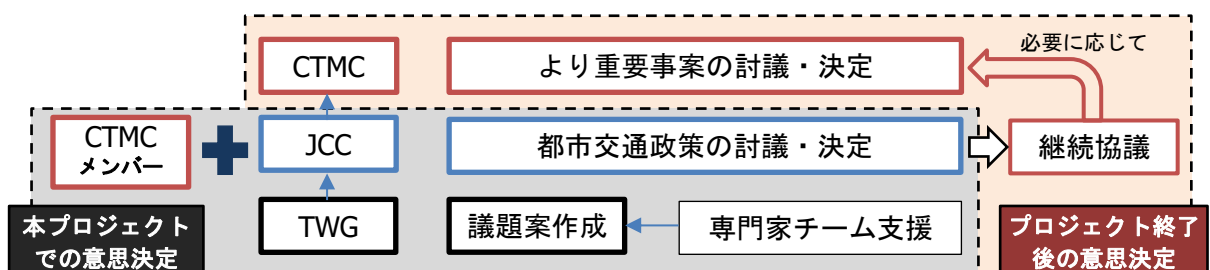 必要に応じて
CTMC
より重要事案の討議・決定
CTMC
メンバー
JCC
都市交通政策の討議・決定
継続協議
本プロジェクト
での意思決定
TWG
議題案作成
専門家チーム支援
プロジェクト終了
後の意思決定